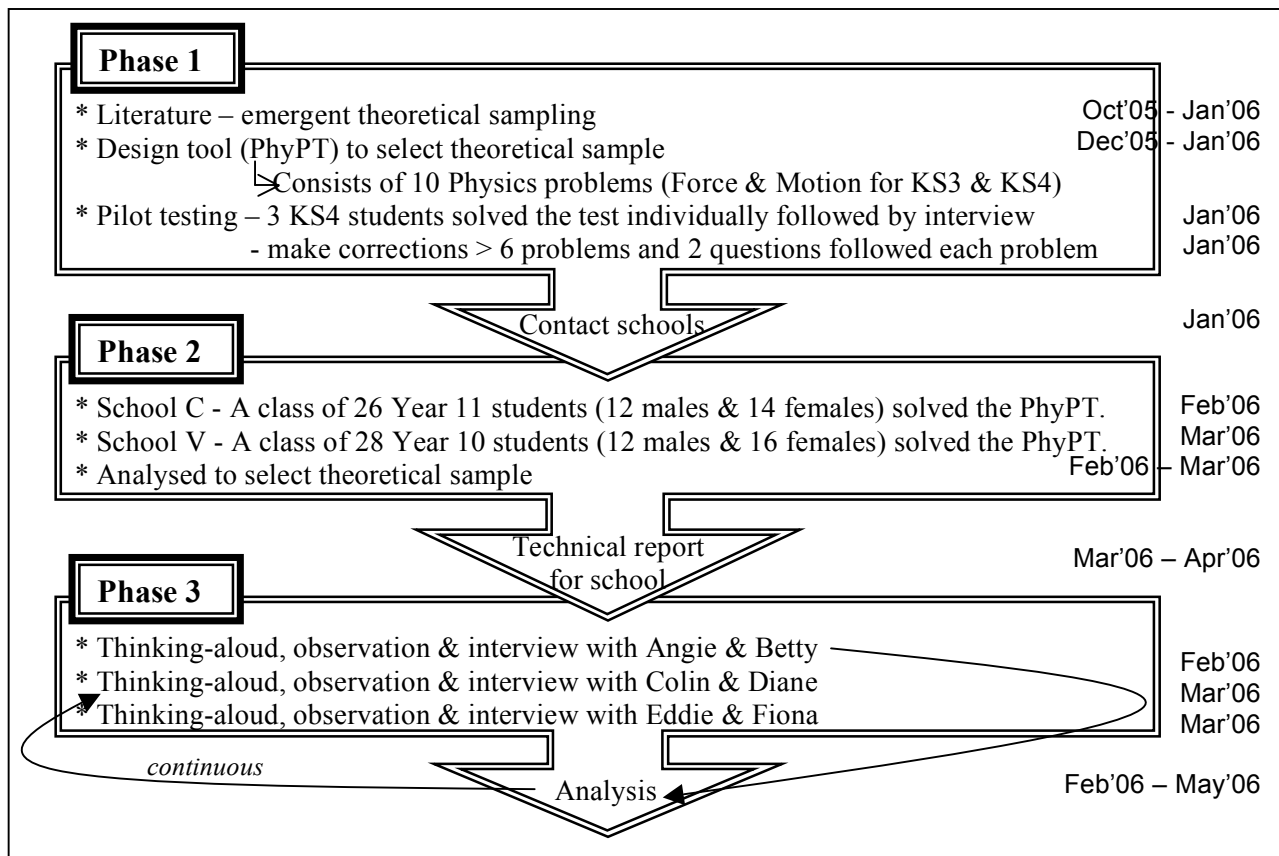 Phase 1
* Literature – emergent theoretical sampling Oct'05 - Jan'06
* Design tool (PhyPT) to select theoretical sample Dec'05 - Jan'06
Consists of 10 Physics problems (Force & Motion for KS3 & KS4)
* Pilot testing – 3 KS4 students solved the test individually followed by interview Jan'06
- make corrections > 6 problems and 2 questions followed each problem Jan'06
Contact schools Jan'06
Phase 2
* School C - A class of 26 Year 11 students (12 males & 14 females) solved the PhyPT. Feb'06
* School V - A class of 28 Year 10 students (12 males & 16 females) solved the PhyPT. Mar'06
* Analysed to select theoretical sample Feb'06 – Mar'06
Technical report
for school Mar'06 – Apr'06
Phase 3
* Thinking-aloud, observation & interview with Angie & Betty Feb'06
* Thinking-aloud, observation & interview with Colin & Diane Mar'06
* Thinking-aloud, observation & interview with Eddie & Fiona Mar'06
continuous
Analysis Feb'06 – May'06